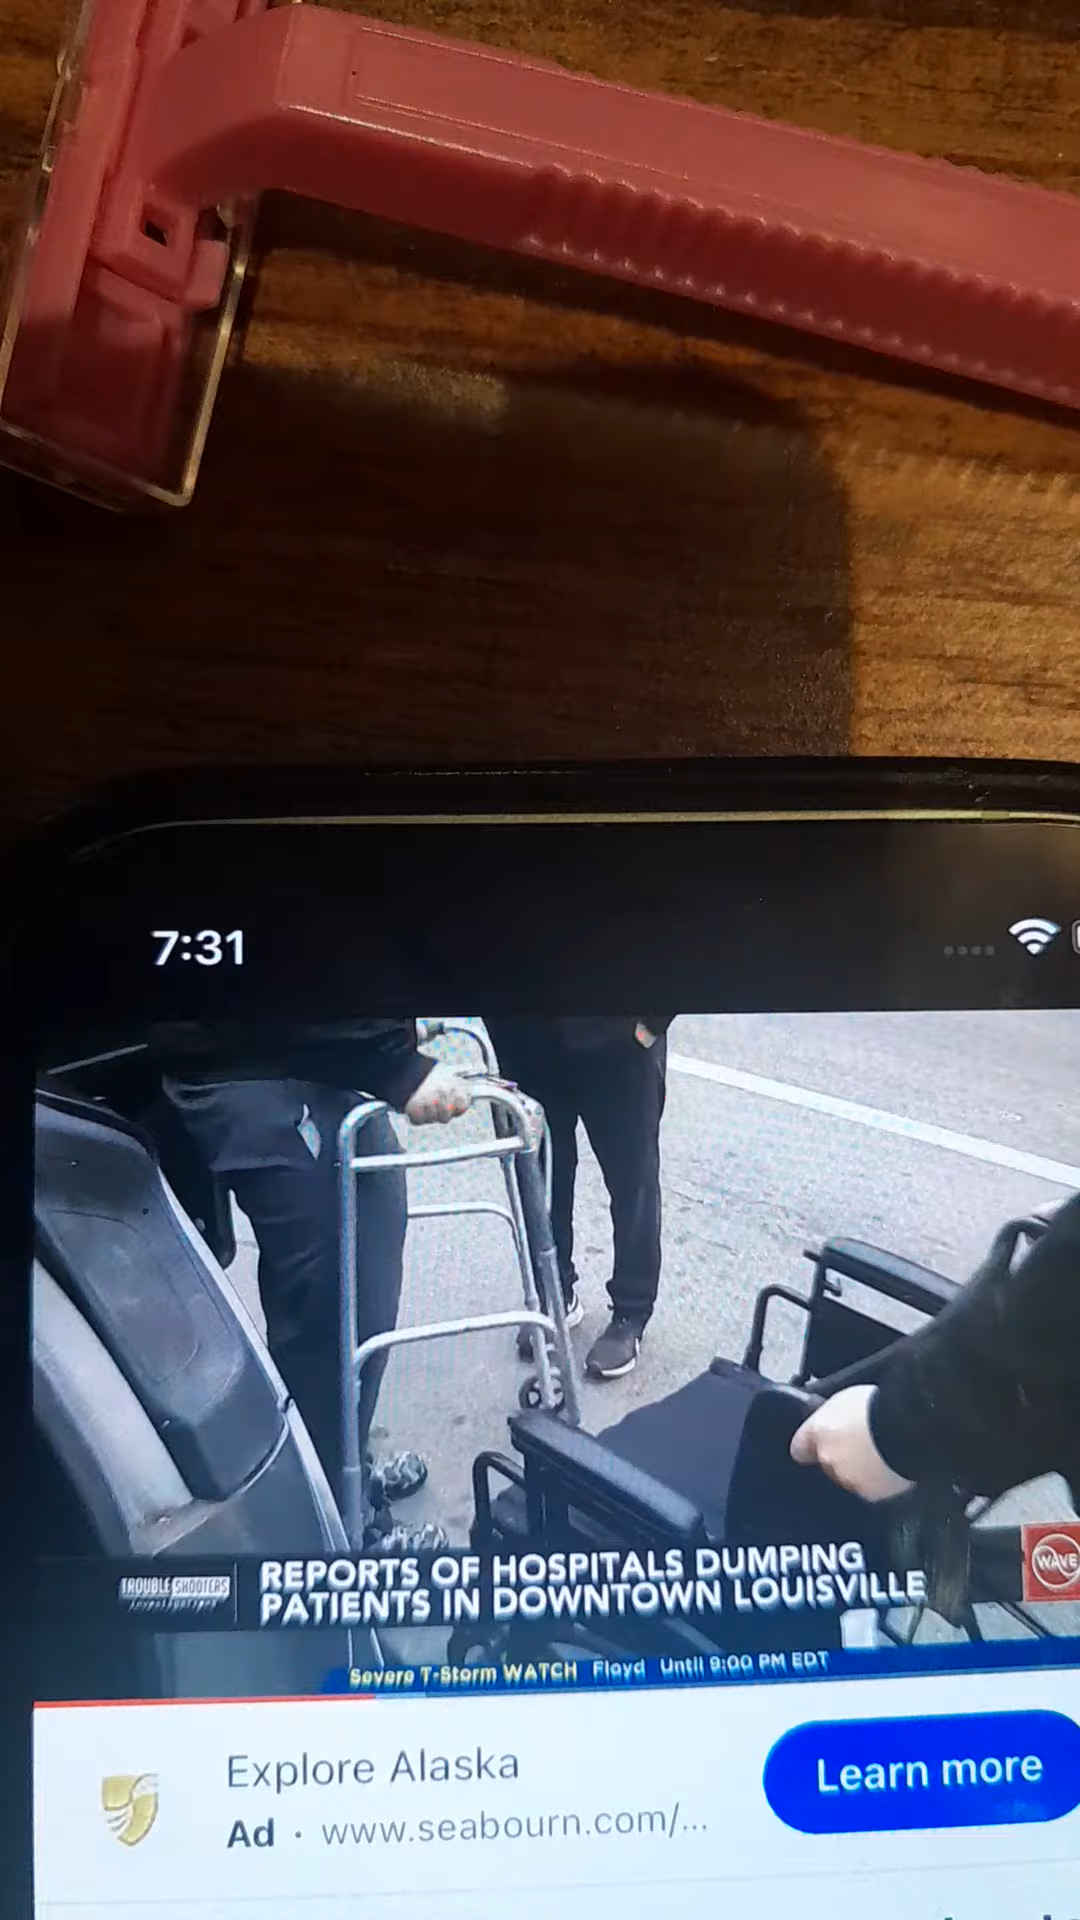 7:31
TROUBLE SHOOTERS
REPORTS OF HOSPITALS DUMPING
PATIENTS IN DOWNTOWN LOUISVILLE
WAVE
Severe T-Storm WATCH Floyd Until 9:00 PM EDT
Explore Alaska
Ad · www.seabourn.com/...
Learn more